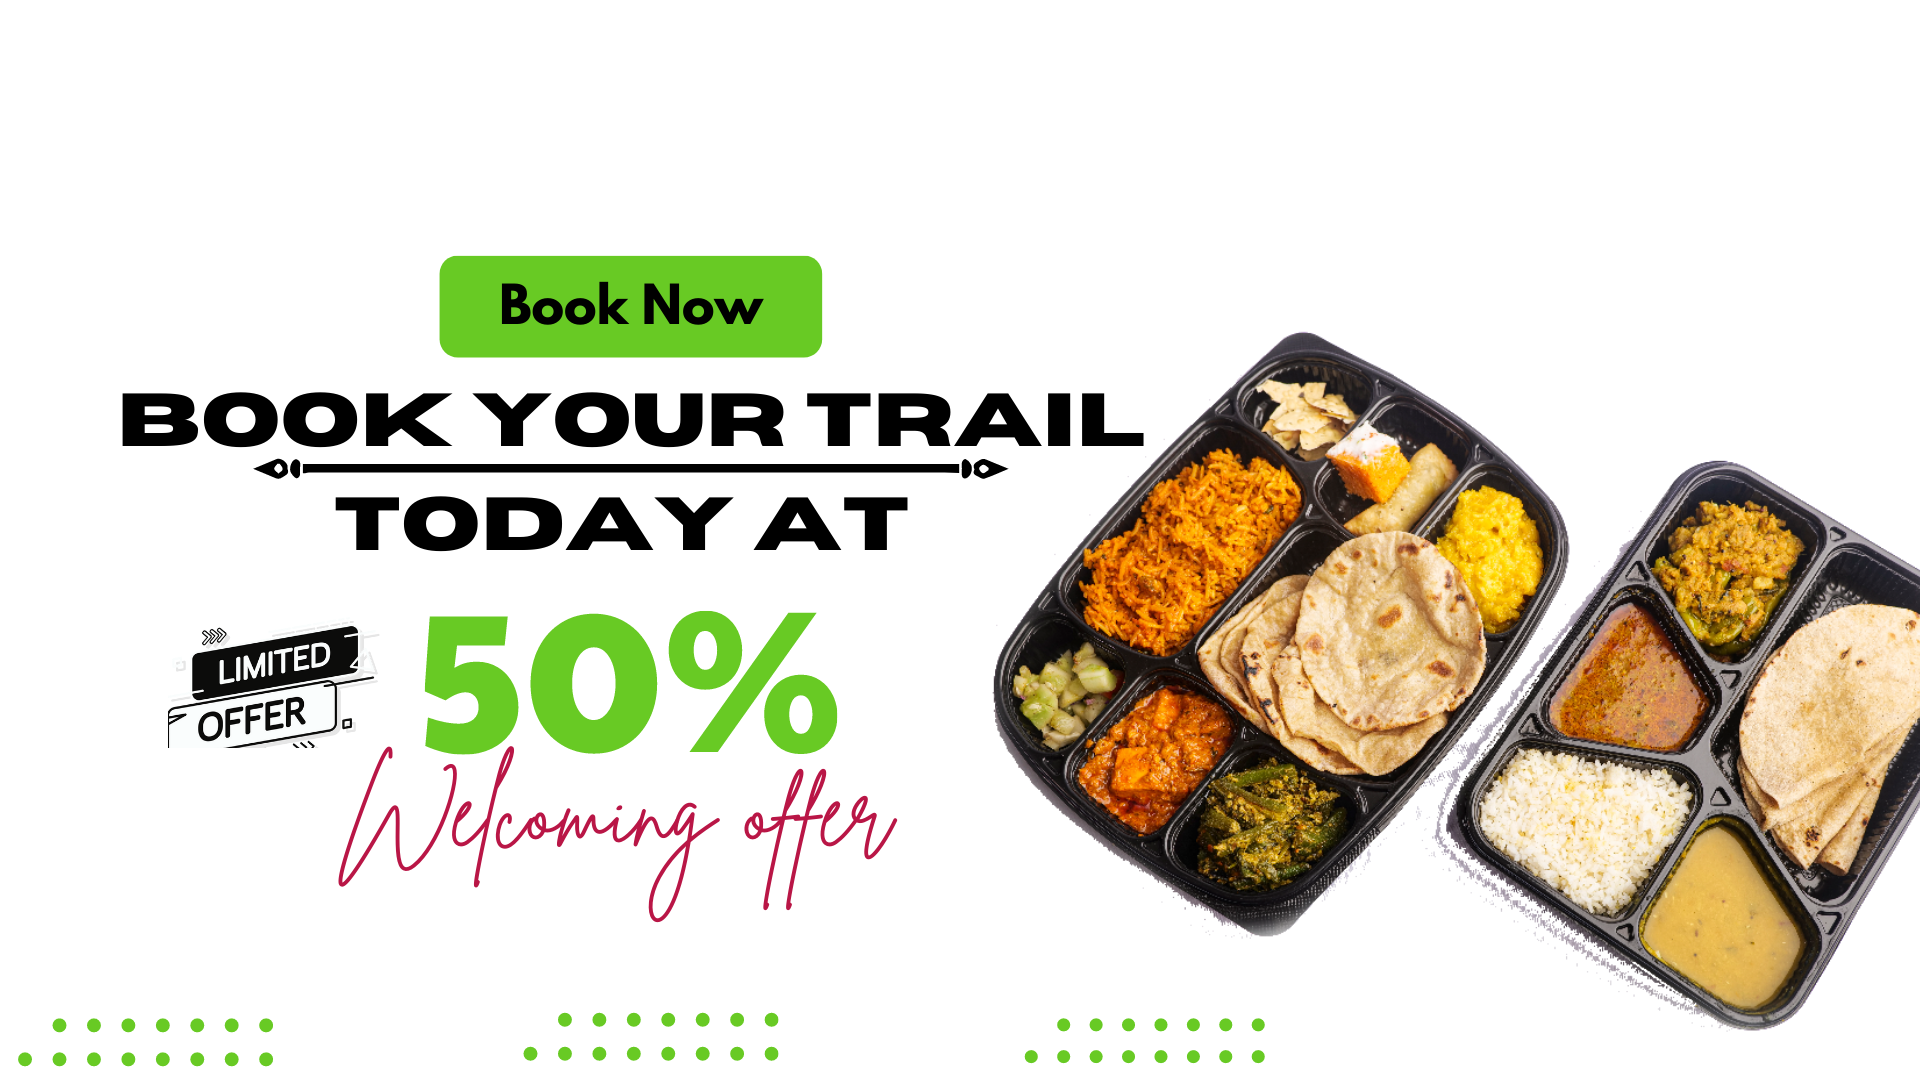 Book Now
BOOK YOUR TRAIL
TODAY AT
LIMITED
OFFER
50%
Welcoming offer